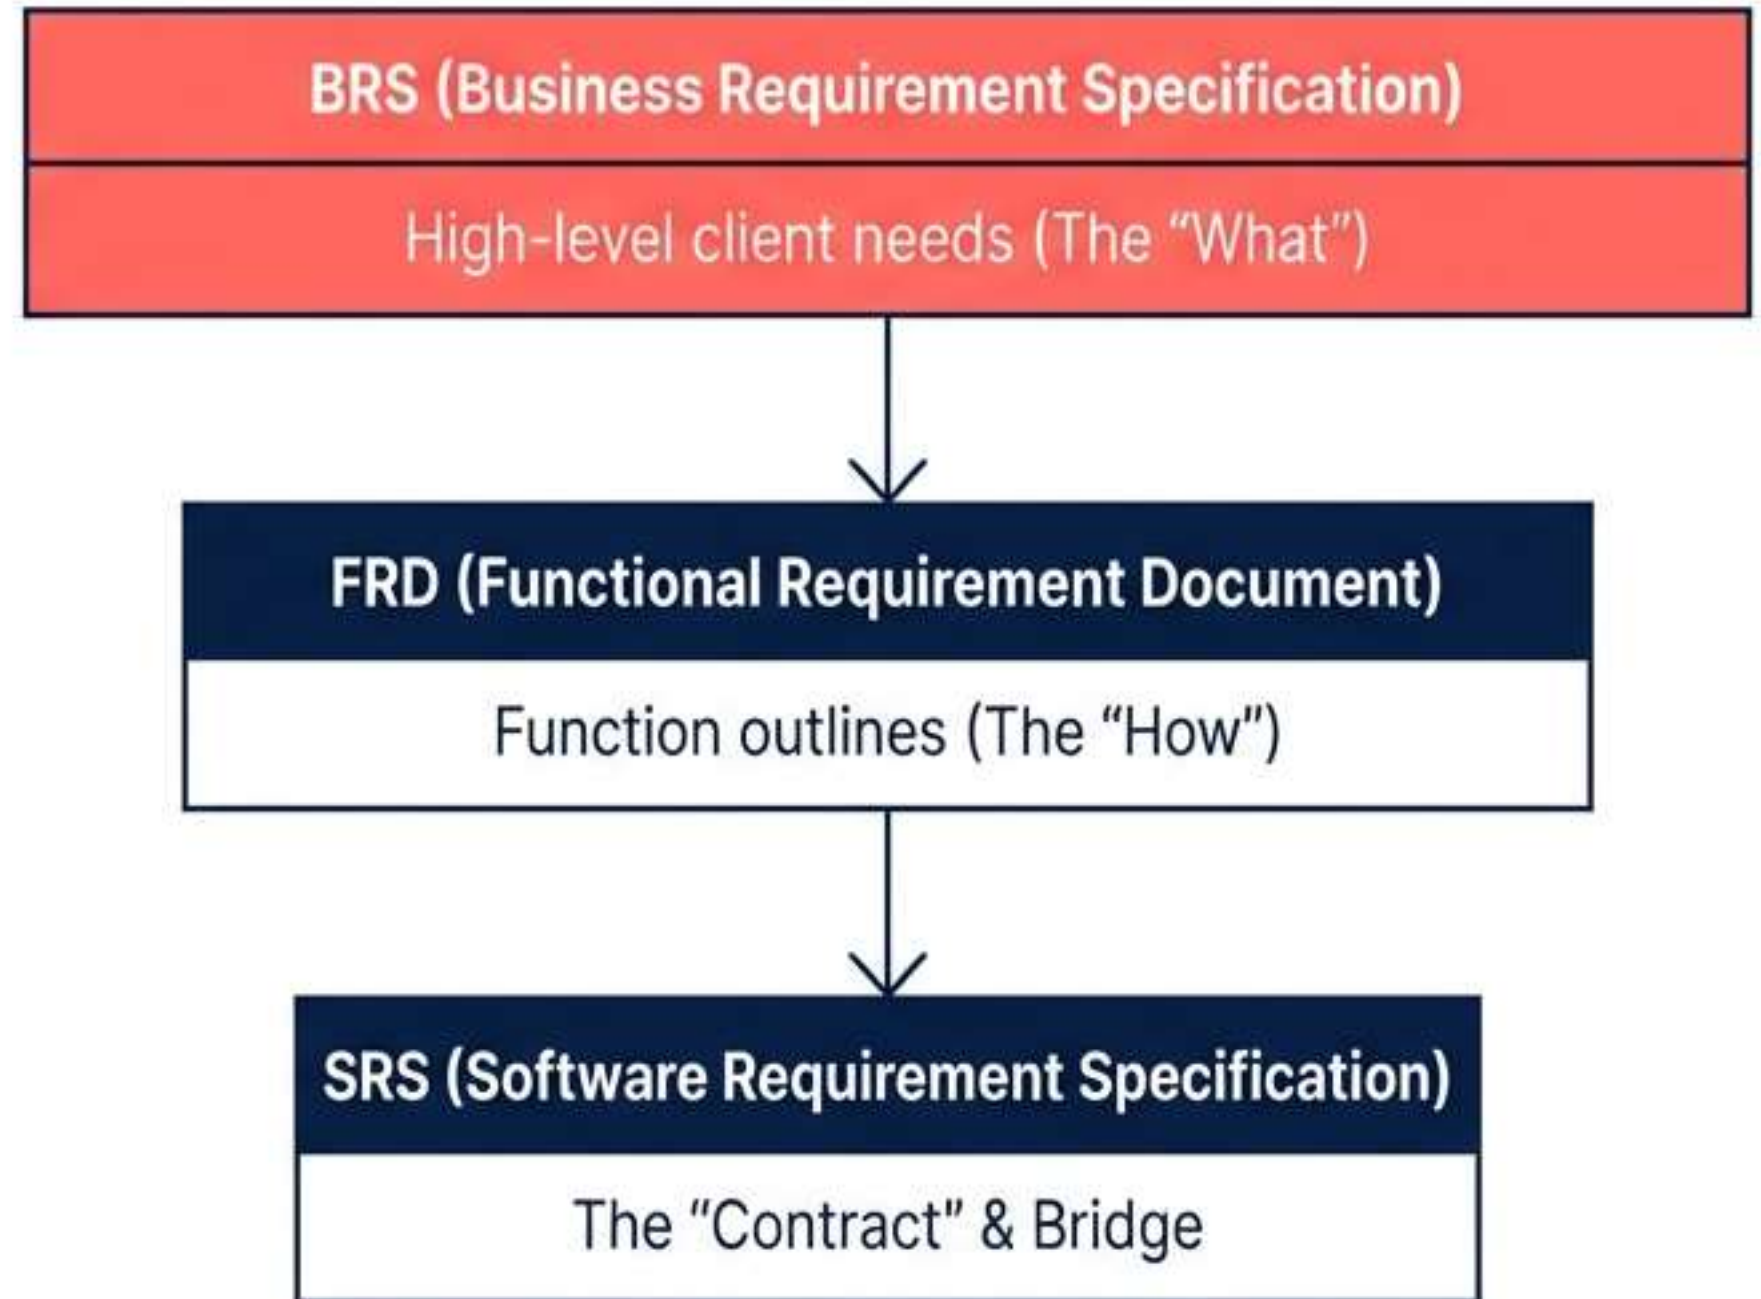 BRS (Business Requirement Specification)
High-level client needs (The “What”)
FRD (Functional Requirement Document)
Function outlines (The “How”)
SRS (Software Requirement Specification)
The “Contract” & Bridge